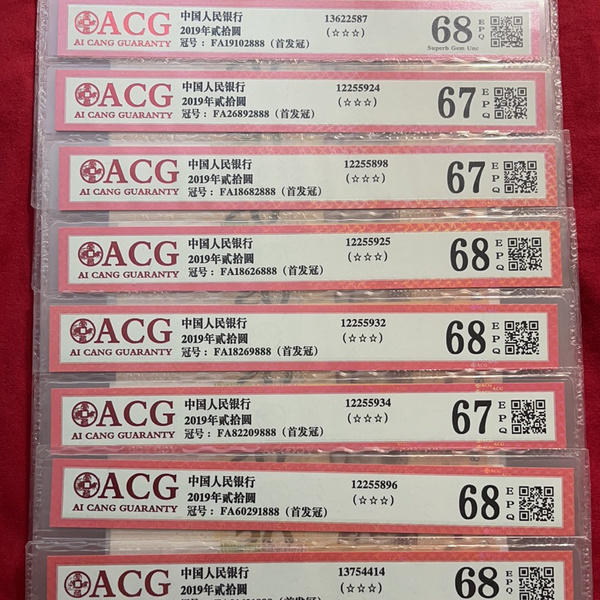 ACG
AI CANG GUARANTY
中国人民银行 13622587
2019年贰拾圆 (☆☆☆)
冠号: FA19102888 (首发冠)
68 EPQ
Superb Gem Unc
ACG
AI CANG GUARANTY
中国人民银行 12255924
2019年贰拾圆 (☆☆☆)
冠号: FA26892888 (首发冠)
67 EPQ
ACG
AI CANG GUARANTY
中国人民银行 12255898
2019年贰拾圆 (☆☆☆)
冠号: FA18682888 (首发冠)
67 EPQ
ACG
AI CANG GUARANTY
中国人民银行 12255925
2019年贰拾圆 (☆☆☆)
冠号: FA18626888 (首发冠)
68 EPQ
ACG
AI CANG GUARANTY
中国人民银行 12255932
2019年贰拾圆 (☆☆☆)
冠号: FA18269888 (首发冠)
68 EPQ
ACG
AI CANG GUARANTY
中国人民银行 12255934
2019年贰拾圆 (☆☆☆)
冠号: FA82209888 (首发冠)
67 EPQ
ACG
AI CANG GUARANTY
中国人民银行 12255896
2019年贰拾圆 (☆☆☆)
冠号: FA60291888 (首发冠)
68 EPQ
ACG
中国人民银行 13754414
2019年贰拾圆 (☆☆☆)
68 EPQ